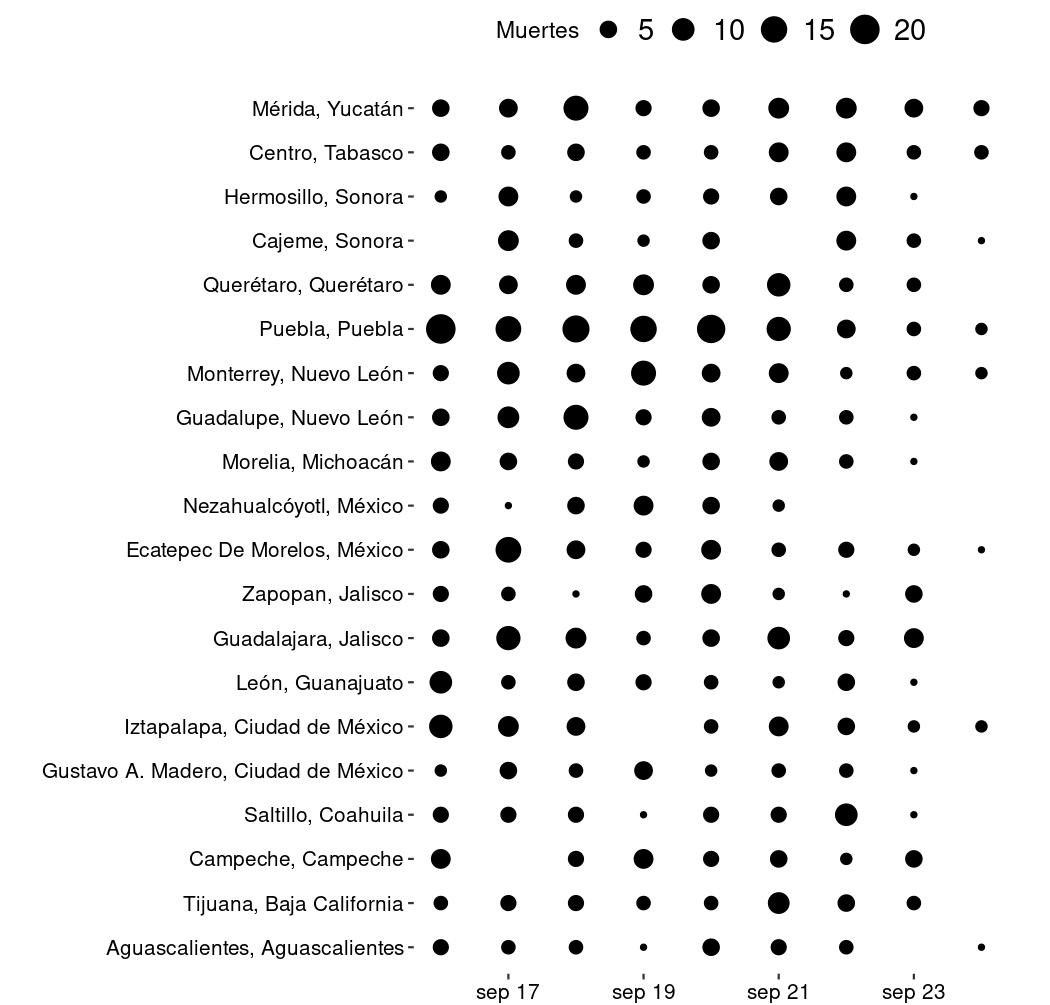 Muertes 5 10 15 20
Mérida, Yucatán
Centro, Tabasco
Hermosillo, Sonora
Cajeme, Sonora
Querétaro, Querétaro
Puebla, Puebla
Monterrey, Nuevo León
Guadalupe, Nuevo León
Morelia, Michoacán
Nezahualcóyotl, México
Ecatepec De Morelos, México
Zapopan, Jalisco
Guadalajara, Jalisco
León, Guanajuato
Iztapalapa, Ciudad de México
Gustavo A. Madero, Ciudad de México
Saltillo, Coahuila
Campeche, Campeche
Tijuana, Baja California
Aguascalientes, Aguascalientes
sep 17 sep 19 sep 21 sep 23